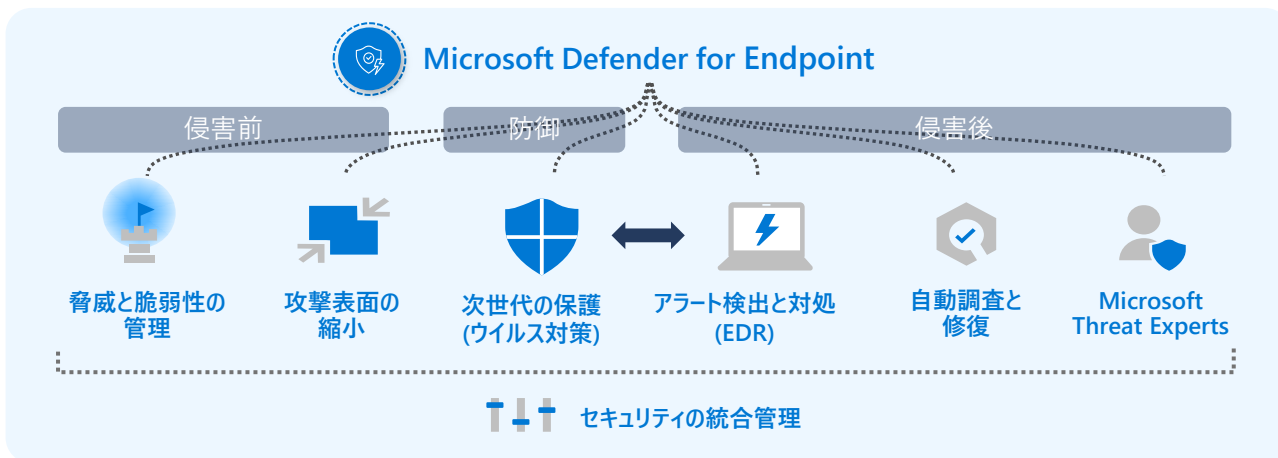 Microsoft Defender for Endpoint
侵害前
防御
侵害後
脅威と脆弱性の
管理
攻撃表面の
縮小
次世代の保護
(ウイルス対策)
アラート検出と対処
(EDR)
自動調査と
修復
Microsoft
Threat Experts
セキュリティの統合管理